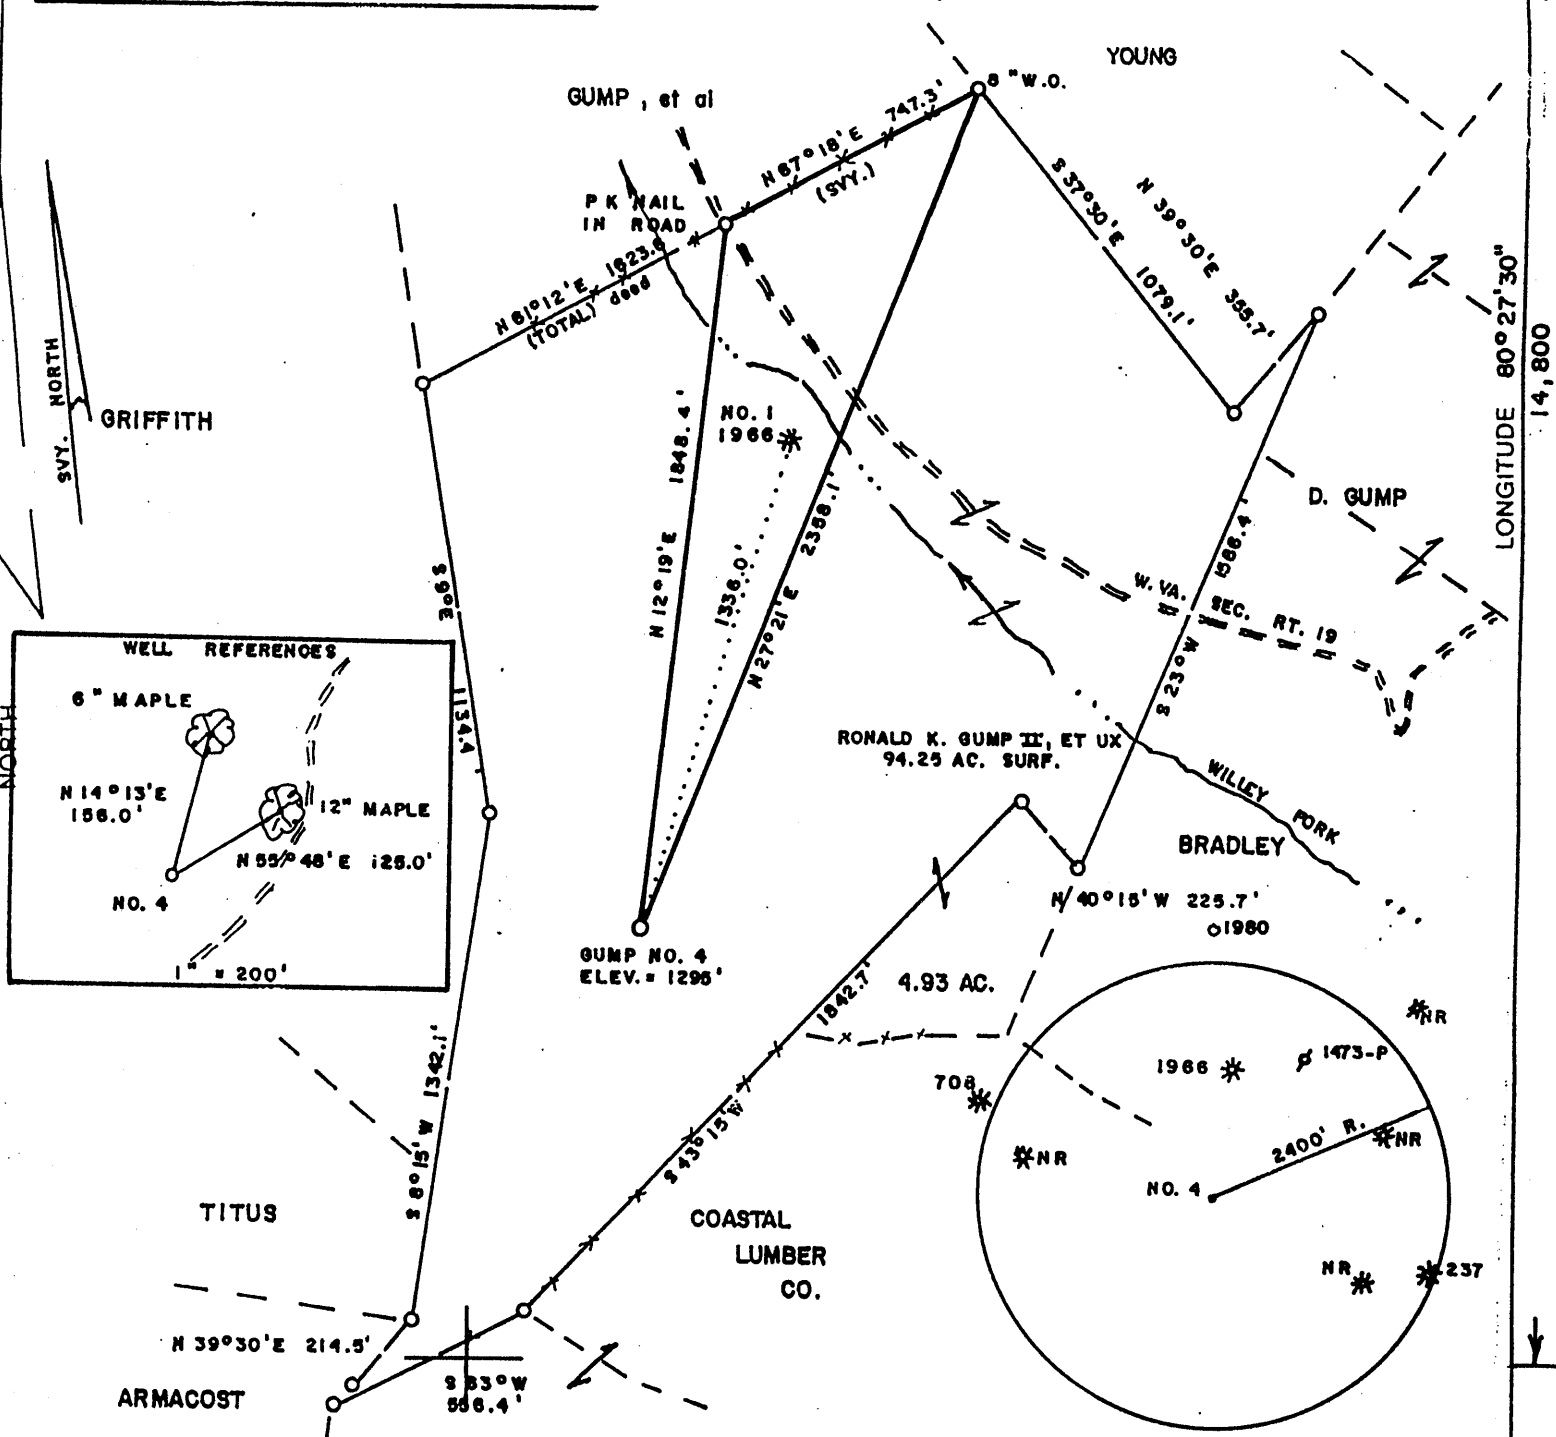 YOUNG
8" W.O.
GUMP, et al
N 67°18'E 747.3'
(SVY.)
P K NAIL
IN ROAD
N 61°12'E 1623.6
(TOTAL) deed
S 37°30'E 1079.1'
N 39°30'E 355.7'
LONGITUDE 80°27'30"
14,800
SVY. NORTH
GRIFFITH
NO. 1
1966
1848.4'
N 12°19'E
1336.0'
N 27°21'E 2358.1'
D. GUMP
1586.4'
S 23°W
W. VA. SEC. RT. 19
S 9°E
1134.4'
WELL REFERENCES
6" MAPLE
N 14°13'E
156.0'
12" MAPLE
N 55°48'E 125.0'
NO. 4
1" = 200'
NORTH
RONALD K. GUMP II, ET UX
94.25 AC. SURF.
WILLEY FORK
BRADLEY
N 40°15'W 225.7'
1980
GUMP NO. 4
ELEV.= 1295'
4.93 AC.
1842.7'
S 43°15'W
S 8°15'W 1342.1'
NR
1966
1473-P
708
NR
2400' R.
NR
NO. 4
NR
237
TITUS
COASTAL
LUMBER
CO.
N 39°30'E 214.5'
S 63°W
556.4'
ARMACOST